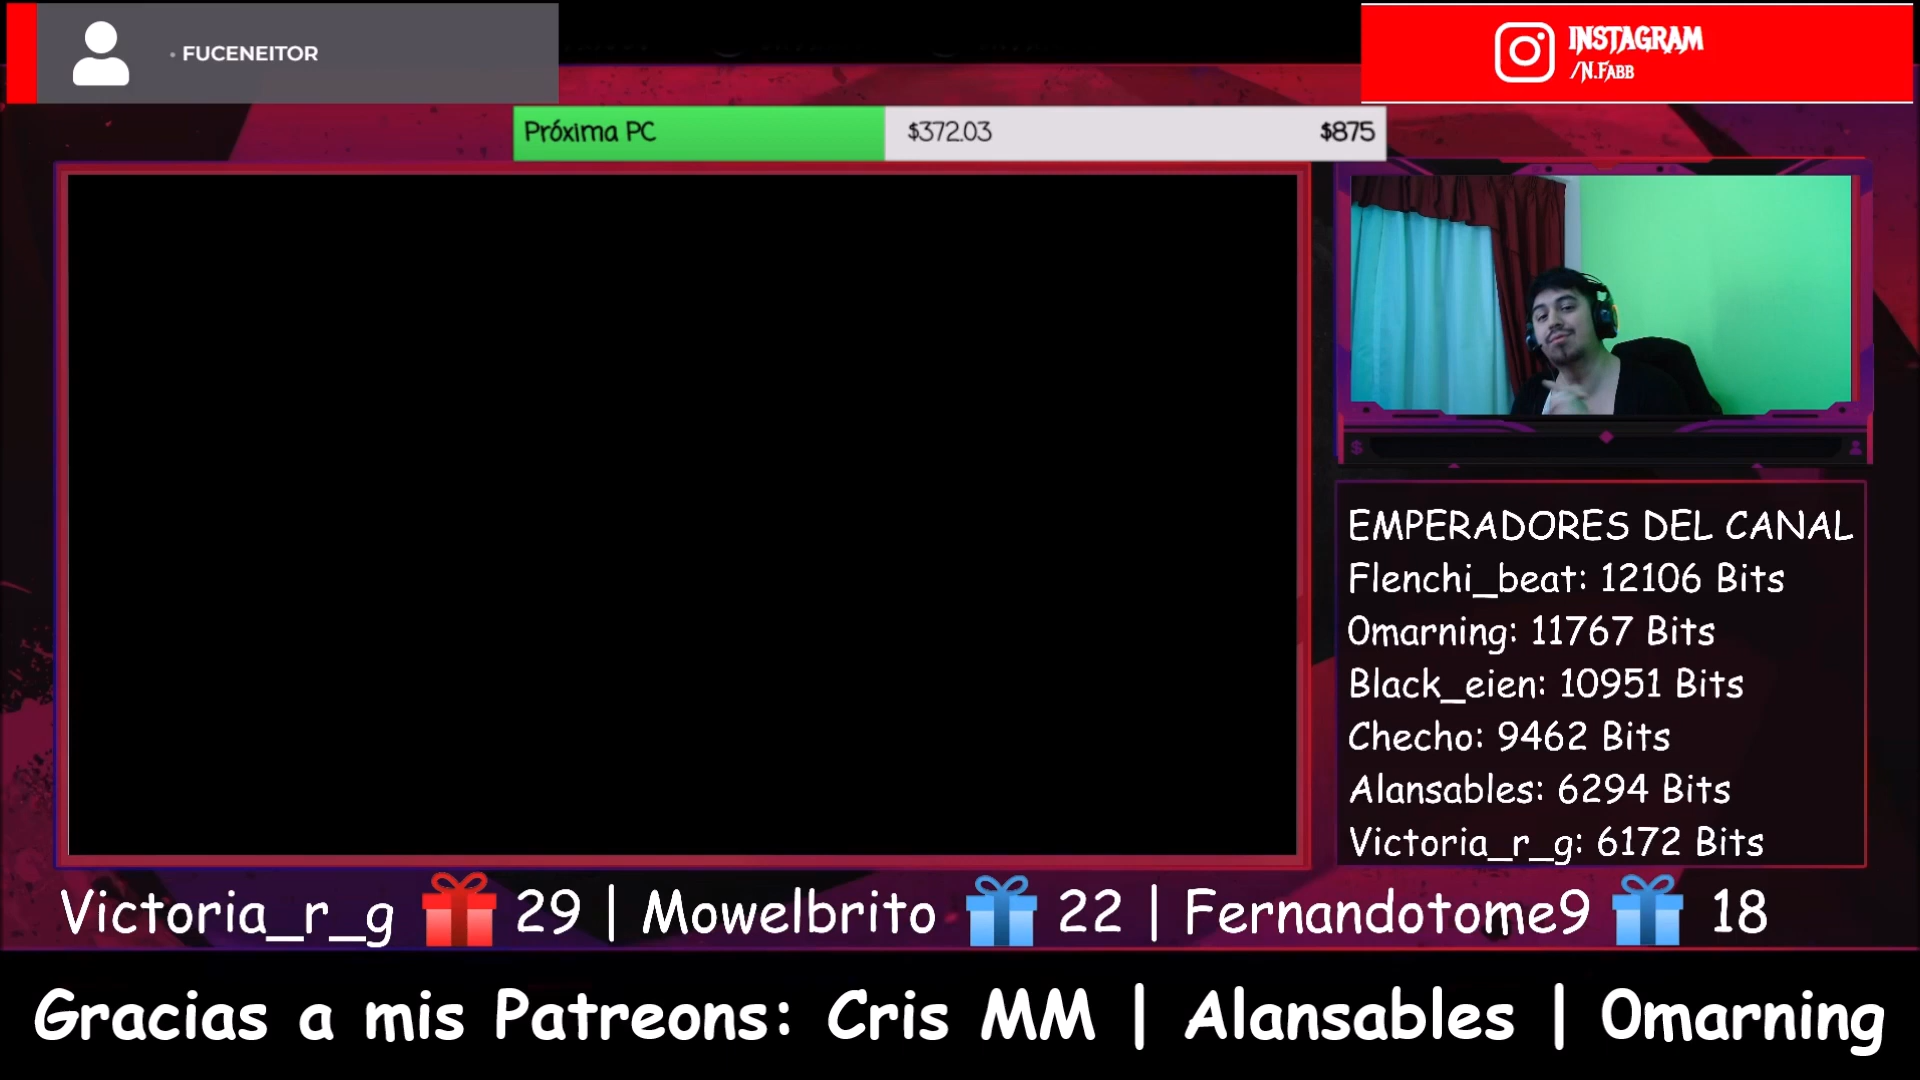 • FUCENEITOR
INSTAGRAM
/N.FABB
Próxima PC $372.03 $875
EMPERADORES DEL CANAL
Flenchi_beat: 12106 Bits
0marning: 11767 Bits
Black_eien: 10951 Bits
Checho: 9462 Bits
Alansables: 6294 Bits
Victoria_r_g: 6172 Bits
Victoria_r_g 29 | Mowelbrito 22 | Fernandotome9 18
Gracias a mis Patreons: Cris MM | Alansables | 0marning